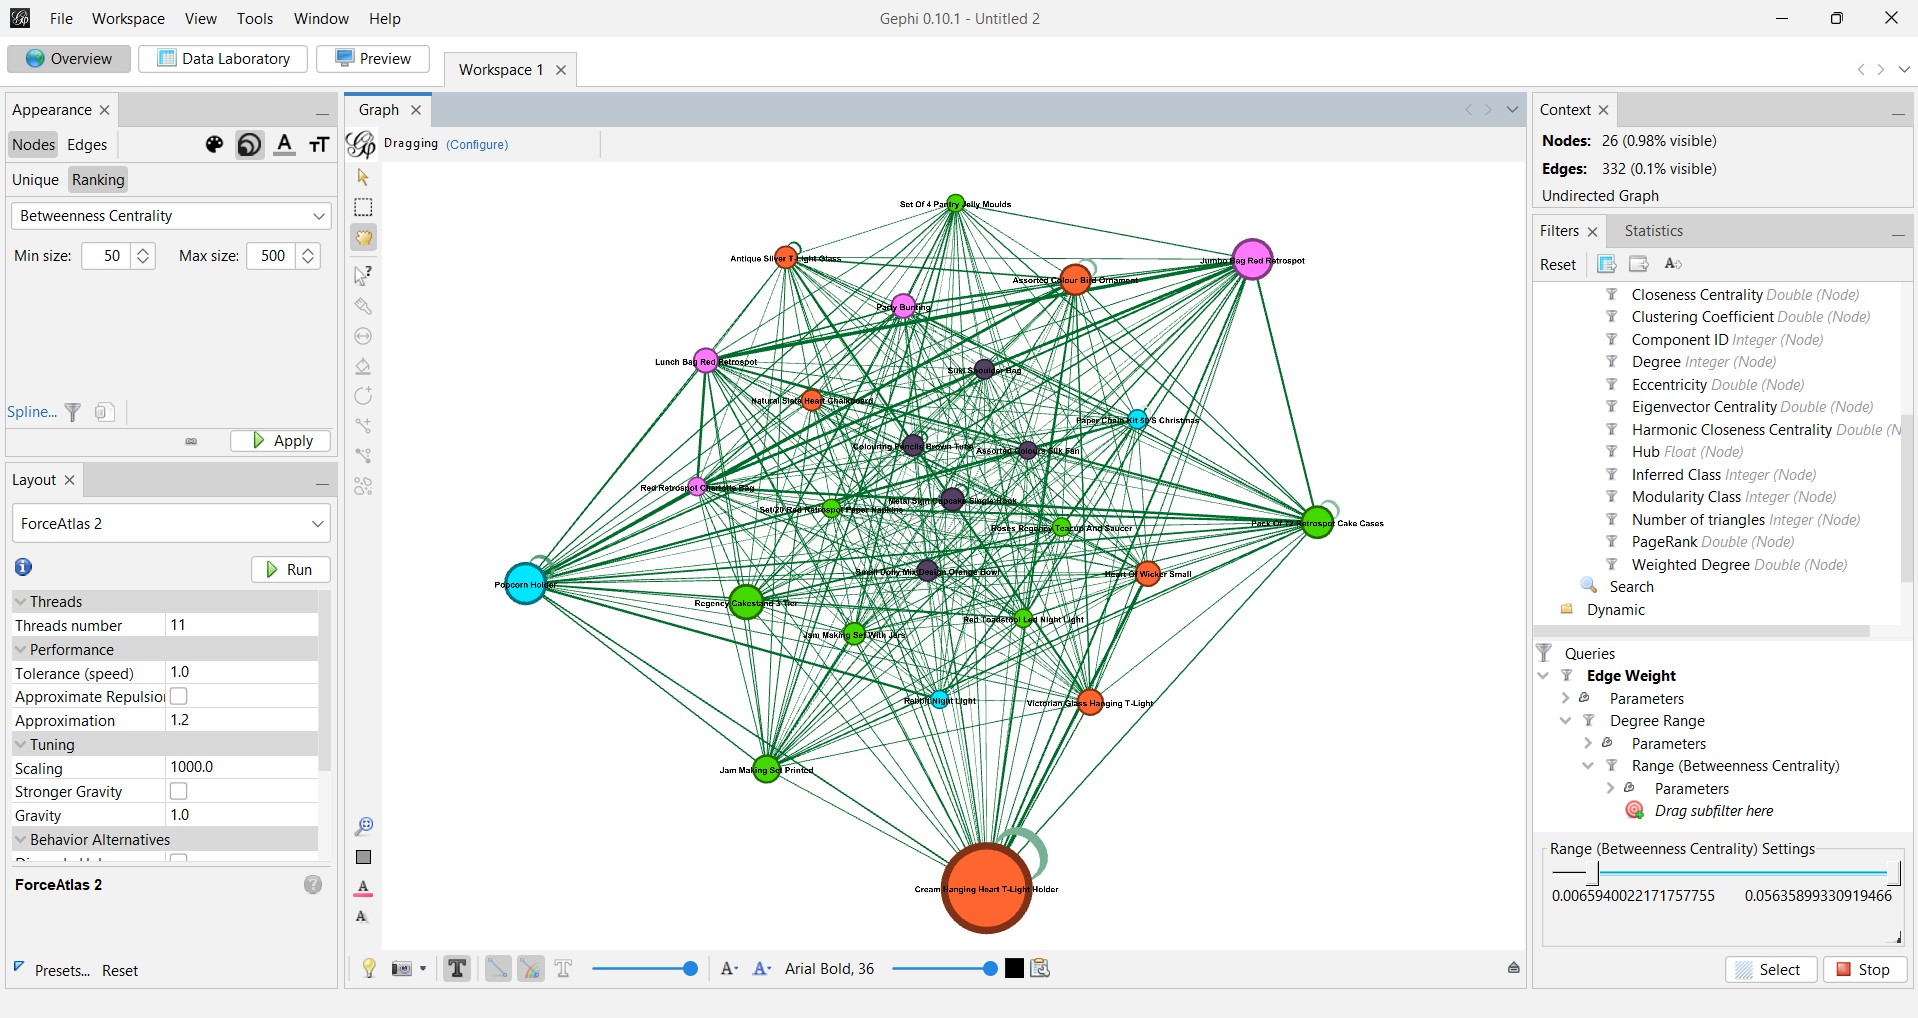 File Workspace View Tools Window Help
Gephi 0.10.1 - Untitled 2
Overview
Data Laboratory
Preview
Workspace 1
Appearance
Nodes Edges
Unique Ranking
Betweenness Centrality
Min size: 50 Max size: 500
Spline...
Apply
Layout
ForceAtlas 2
Run
Threads
Threads number 11
Performance
Tolerance (speed) 1.0
Approximate Repulsion
Approximation 1.2
Tuning
Scaling 1000.0
Stronger Gravity
Gravity 1.0
Behavior Alternatives
ForceAtlas 2
Presets... Reset
Graph
Dragging (Configure)
Set Of 4 Pantry Jelly Moulds
Antique Silver T-Light Glass
Jumbo Bag Red Retrospot
Assorted Colour Bird Ornament
Party Bunting
Lunch Bag Red Retrospot
Suki Shoulder Bag
Natural Slate Heart Chalkboard
Paper Chain Kit 50'S Christmas
Colouring Pencils Brown Tube
Assorted Colours Silk Fan
Red Retrospot Charlotte Bag
Metal Sign Cupcake Single Hook
Set/20 Red Retrospot Paper Napkins
Roses Regency Teacup And Saucer
Pack Of 72 Retrospot Cake Cases
Small Dolly Mix Design Orange Bowl
Heart Of Wicker Small
Popcorn Holder
Regency Cakestand 3 Tier
Red Toadstool Led Night Light
Jam Making Set With Jars
Rabbit Night Light
Victorian Glass Hanging T-Light
Jam Making Set Printed
Cream Hanging Heart T-Light Holder
Arial Bold, 36
Context
Nodes: 26 (0.98% visible)
Edges: 332 (0.1% visible)
Undirected Graph
Filters
Statistics
Reset
Closeness Centrality Double (Node)
Clustering Coefficient Double (Node)
Component ID Integer (Node)
Degree Integer (Node)
Eccentricity Double (Node)
Eigenvector Centrality Double (Node)
Harmonic Closeness Centrality Double (N
Hub Float (Node)
Inferred Class Integer (Node)
Modularity Class Integer (Node)
Number of triangles Integer (Node)
PageRank Double (Node)
Weighted Degree Double (Node)
Search
Dynamic
Queries
Edge Weight
Parameters
Degree Range
Parameters
Range (Betweenness Centrality)
Parameters
Drag subfilter here
Range (Betweenness Centrality) Settings
0.0065940022171757755 0.05635899330919466
Select
Stop